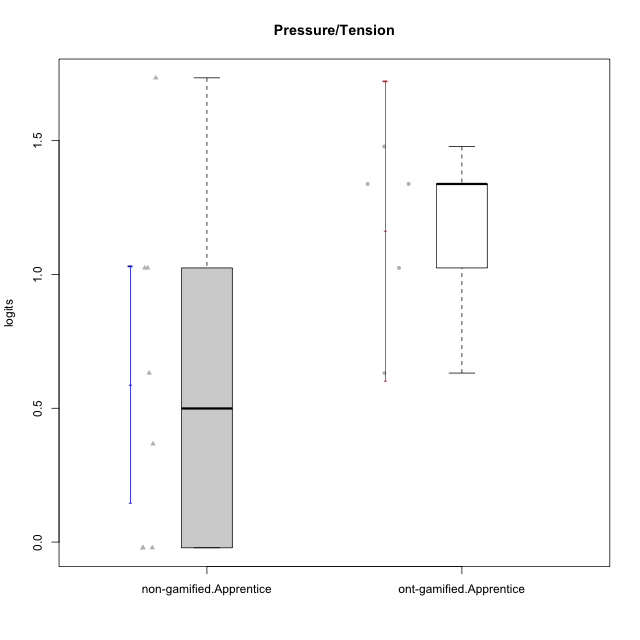 Pressure/Tension
logits
1.5
1.0
0.5
0.0
non-gamified.Apprentice
ont-gamified.Apprentice